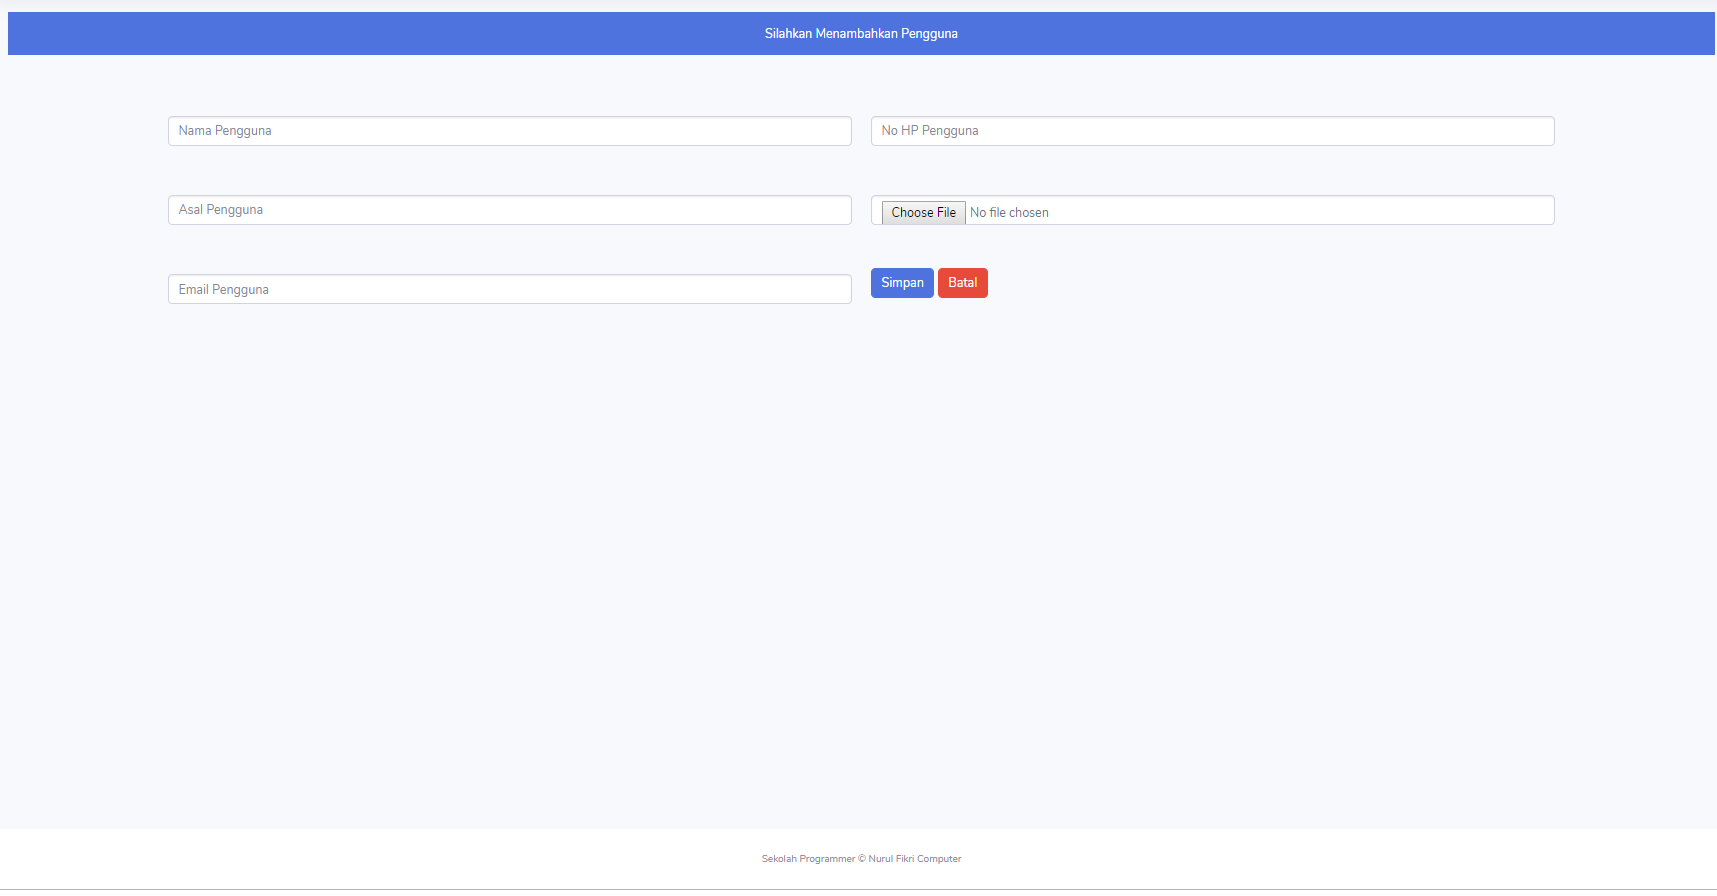 Silahkan Menambahkan Pengguna
Nama Pengguna
No HP Pengguna
Asal Pengguna
Choose File No file chosen
Email Pengguna
Simpan Batal
Sekolah Programmer © Nurul Fikri Computer